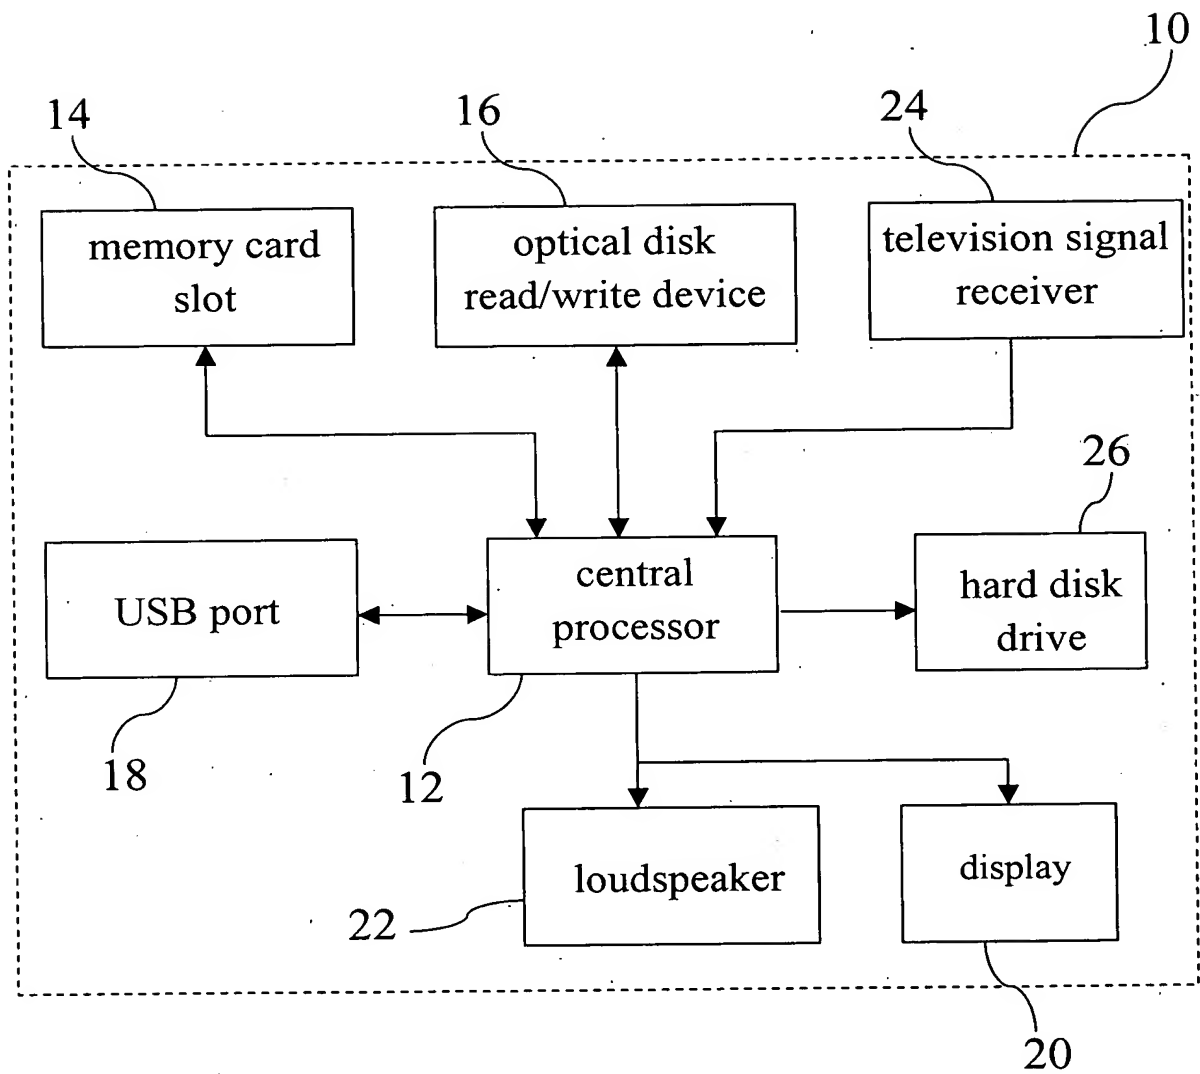 10
14
16
24
memory card
slot
optical disk
read/write device
television signal
receiver
26
USB port
central
processor
hard disk
drive
18
12
loudspeaker
display
22
20